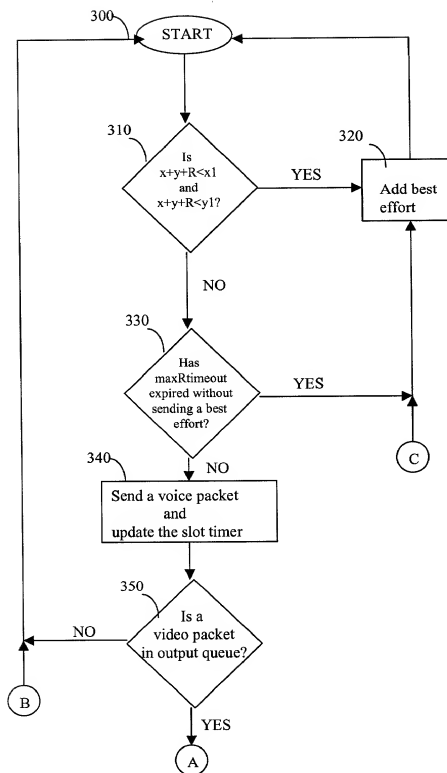 300
START
310
Is
x+y+R<x1
and
x+y+R<y1?
YES
320
Add best
effort
NO
330
Has
maxRtimeout
expired without
sending a best
effort?
YES
C
NO
340
Send a voice packet
and
update the slot timer
350
Is a
video packet
in output queue?
NO
B
YES
A